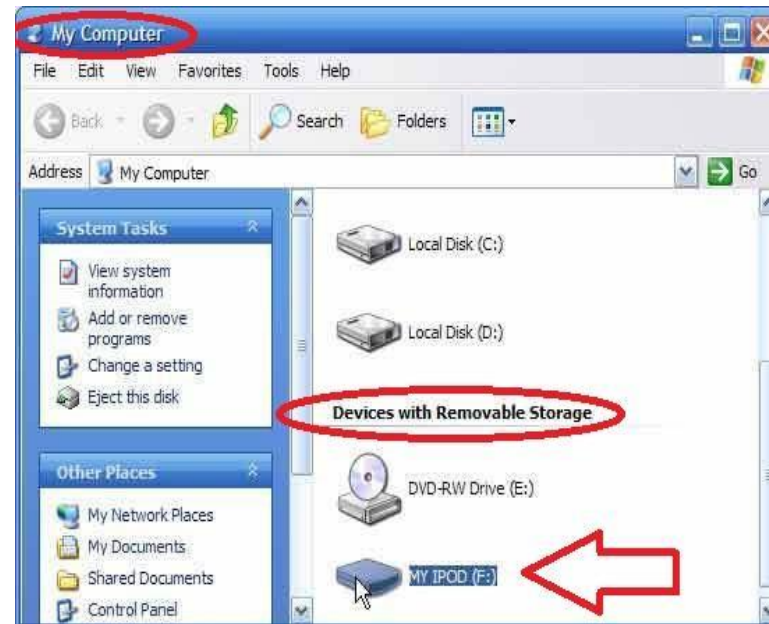 My Computer
File Edit View Favorites Tools Help
Back Search Folders
Address My Computer Go
System Tasks
View system
information
Add or remove
programs
Change a setting
Eject this disk
Other Places
My Network Places
My Documents
Shared Documents
Control Panel
Local Disk (C:)
Local Disk (D:)
Devices with Removable Storage
DVD-RW Drive (E:)
MY IPOD (F:)